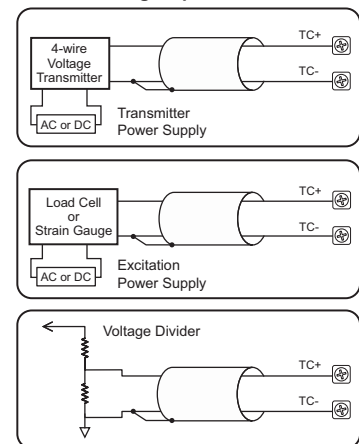 4-wire
Voltage
Transmitter
AC or DC
Transmitter
Power Supply
TC+
TC-
Load Cell
or
Strain Gauge
AC or DC
Excitation
Power Supply
TC+
TC-
Voltage Divider
TC+
TC-